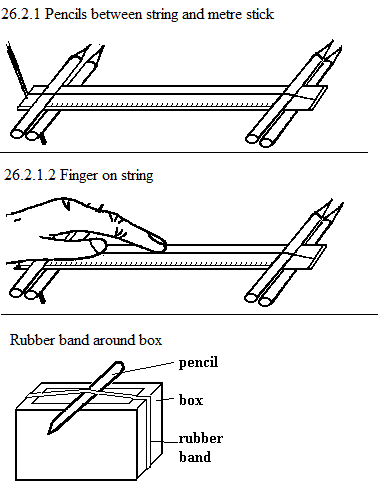 26.2.1 Pencils between string and metre stick
26.2.1.2 Finger on string
Rubber band around box
pencil
box
rubber
band